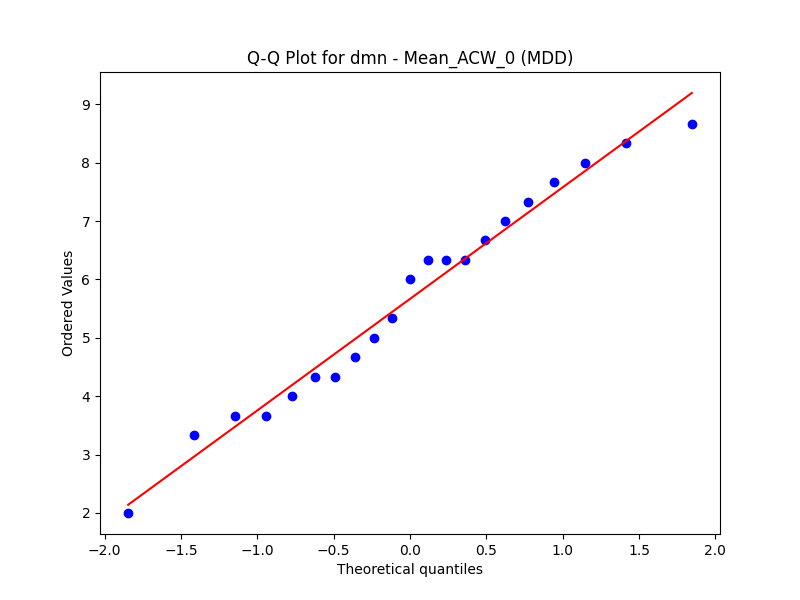 Q-Q Plot for dmn - Mean_ACW_0 (MDD)
Ordered Values
9
8
7
6
5
4
3
2
−2.0 −1.5 −1.0 −0.5 0.0 0.5 1.0 1.5 2.0
Theoretical quantiles